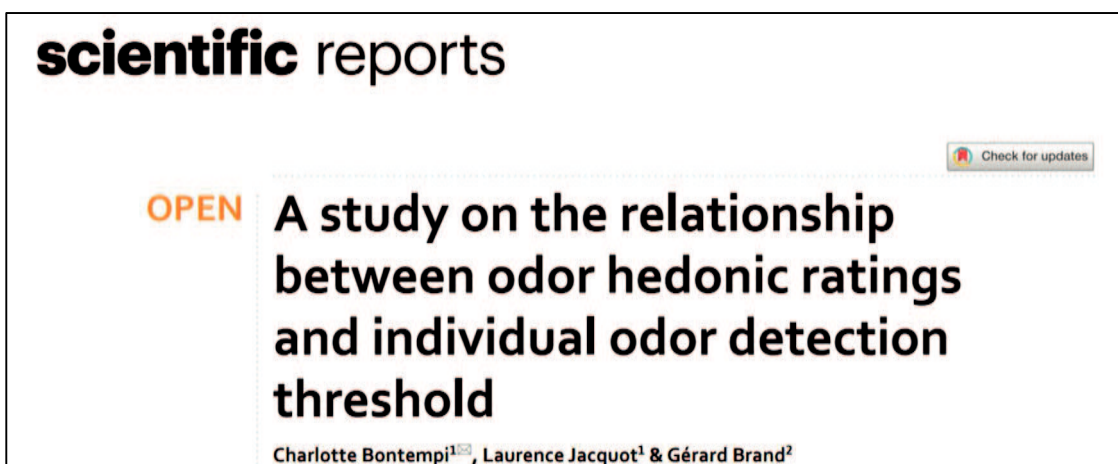 scientific reports
Check for updates
OPEN
A study on the relationship
between odor hedonic ratings
and individual odor detection
threshold
Charlotte Bontempi¹✉, Laurence Jacquot¹ & Gérard Brand²